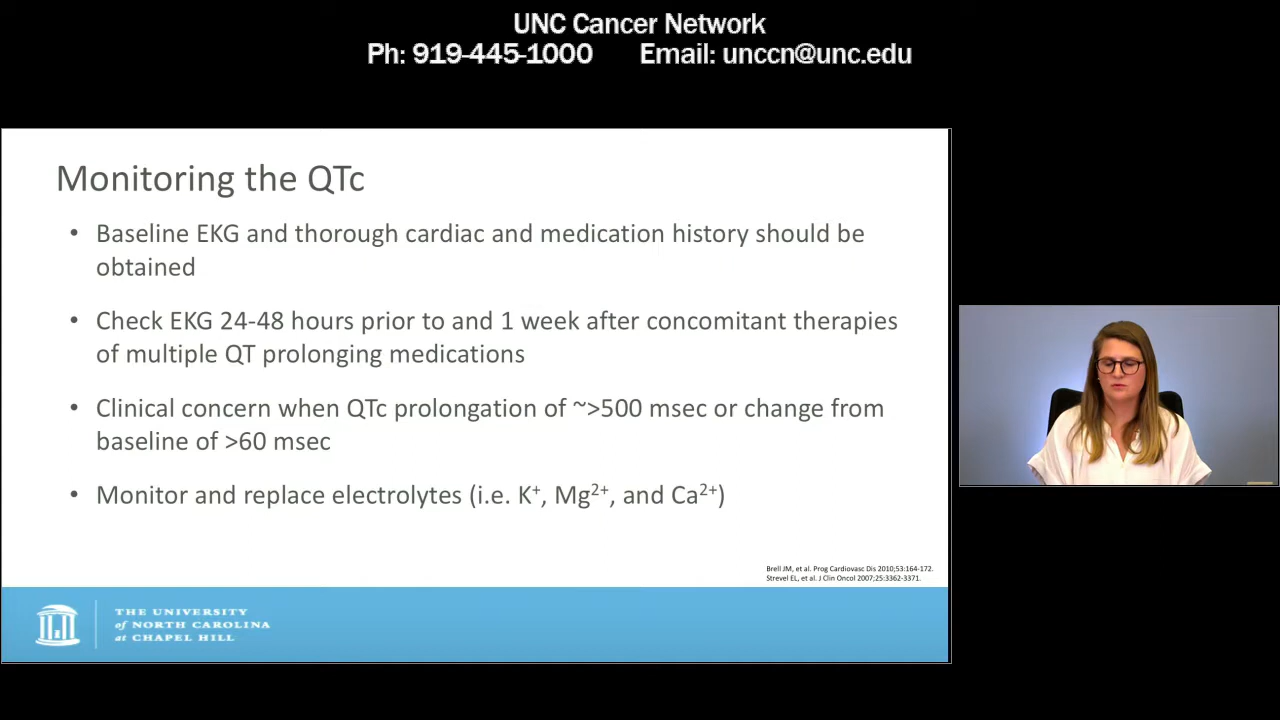 UNC Cancer Network
Ph: 919-445-1000 Email: unccn@unc.edu
Monitoring the QTc
• Baseline EKG and thorough cardiac and medication history should be
obtained
• Check EKG 24-48 hours prior to and 1 week after concomitant therapies
of multiple QT prolonging medications
• Clinical concern when QTc prolongation of ~>500 msec or change from
baseline of >60 msec
• Monitor and replace electrolytes (i.e. K⁺, Mg²⁺, and Ca²⁺)
Brell JM, et al. Prog Cardiovasc Dis 2010;53:164-172.
Strevel EL, et al. J Clin Oncol 2007;25:3362-3371.
THE UNIVERSITY
of NORTH CAROLINA
at CHAPEL HILL